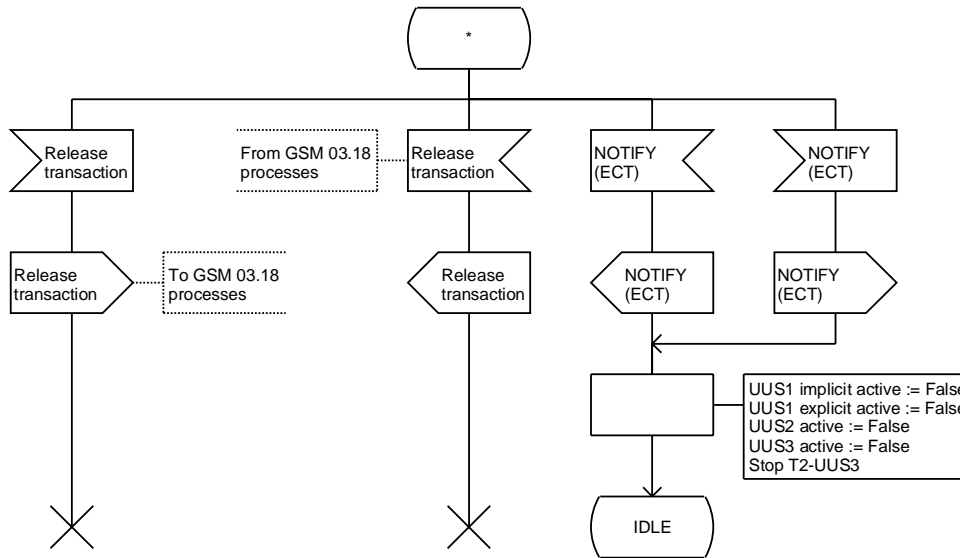 *
Release
transaction
From GSM 03.18
processes
Release
transaction
NOTIFY
(ECT)
NOTIFY
(ECT)
Release
transaction
To GSM 03.18
processes
Release
transaction
NOTIFY
(ECT)
NOTIFY
(ECT)
UUS1 implicit active := False
UUS1 explicit active := False
UUS2 active := False
UUS3 active := False
Stop T2-UUS3
IDLE